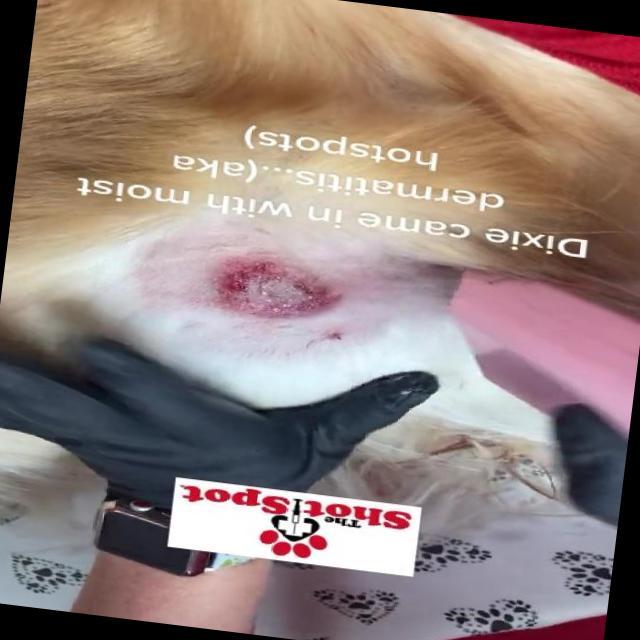 Dixie came in with moist
dermatitis....(aka
hotspots)
The
ShotSpot